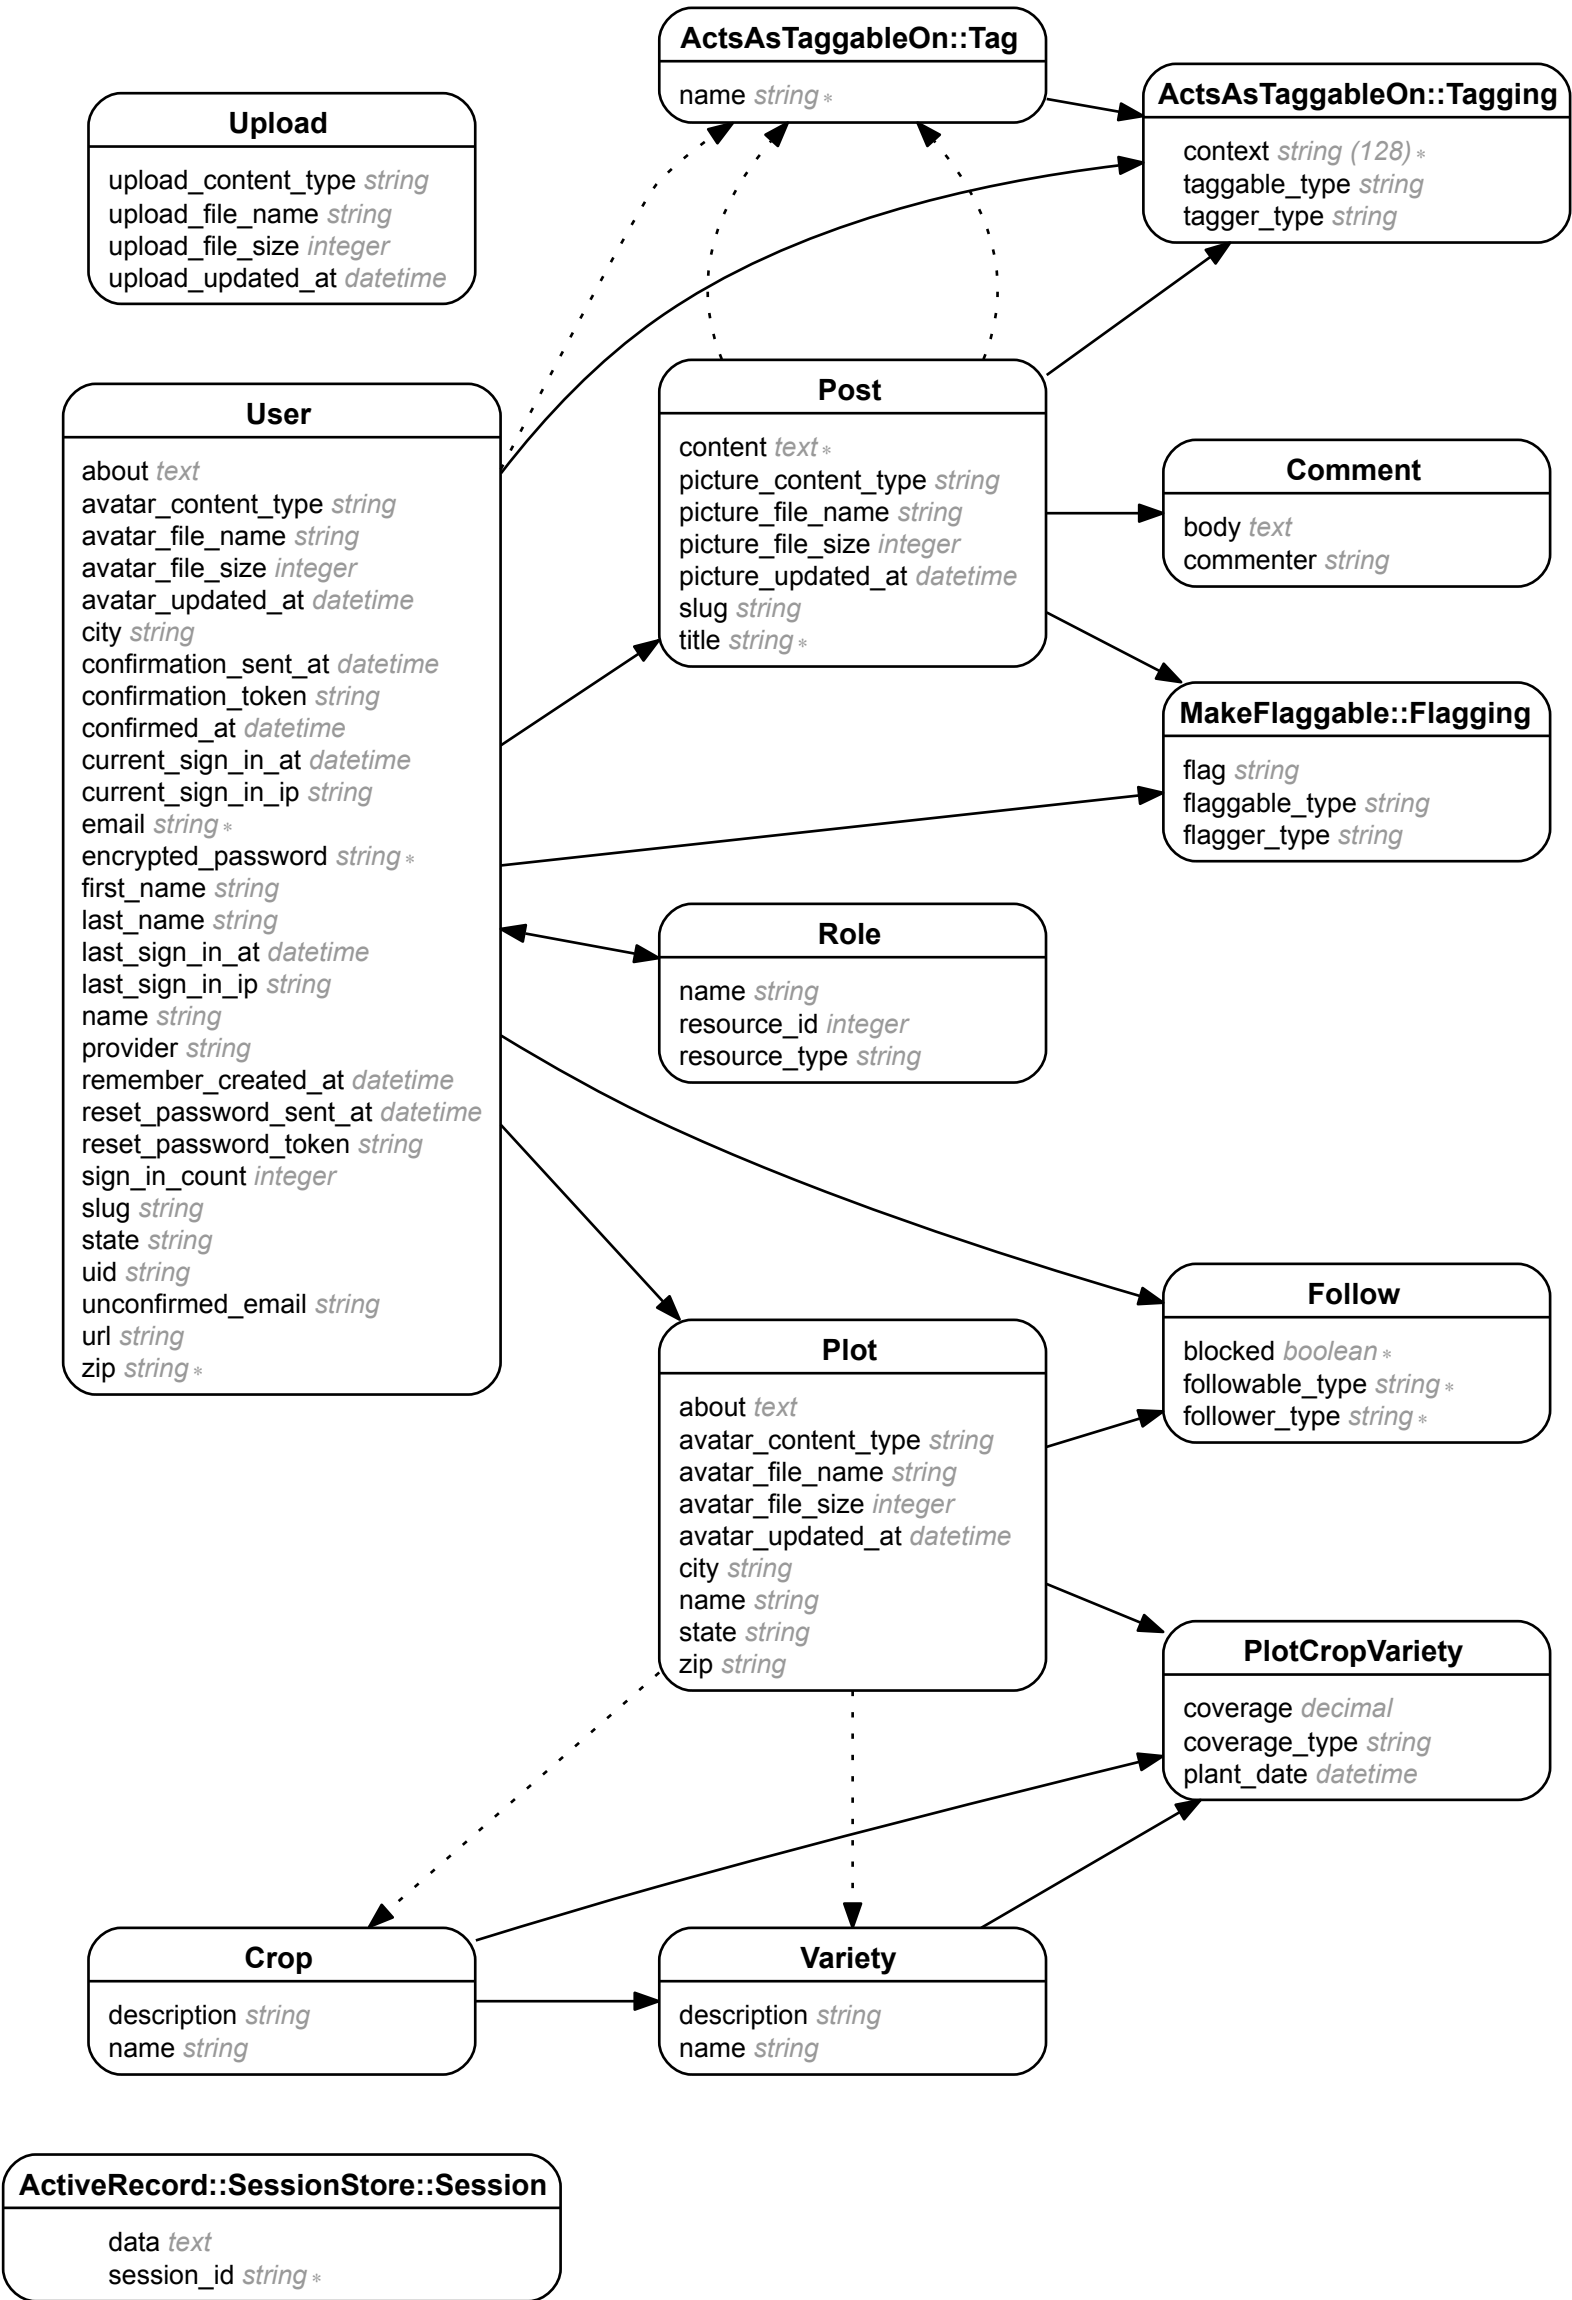 ActsAsTaggableOn::Tag
name string *
ActsAsTaggableOn::Tagging
context string (128) *
taggable_type string
tagger_type string
Upload
upload_content_type string
upload_file_name string
upload_file_size integer
upload_updated_at datetime
User
about text
avatar_content_type string
avatar_file_name string
avatar_file_size integer
avatar_updated_at datetime
city string
confirmation_sent_at datetime
confirmation_token string
confirmed_at datetime
current_sign_in_at datetime
current_sign_in_ip string
email string *
encrypted_password string *
first_name string
last_name string
last_sign_in_at datetime
last_sign_in_ip string
name string
provider string
remember_created_at datetime
reset_password_sent_at datetime
reset_password_token string
sign_in_count integer
slug string
state string
uid string
unconfirmed_email string
url string
zip string *
Post
content text *
picture_content_type string
picture_file_name string
picture_file_size integer
picture_updated_at datetime
slug string
title string *
Comment
body text
commenter string
MakeFlaggable::Flagging
flag string
flaggable_type string
flagger_type string
Role
name string
resource_id integer
resource_type string
Follow
blocked boolean *
followable_type string *
follower_type string *
Plot
about text
avatar_content_type string
avatar_file_name string
avatar_file_size integer
avatar_updated_at datetime
city string
name string
state string
zip string
PlotCropVariety
coverage decimal
coverage_type string
plant_date datetime
Crop
description string
name string
Variety
description string
name string
ActiveRecord::SessionStore::Session
data text
session_id string *